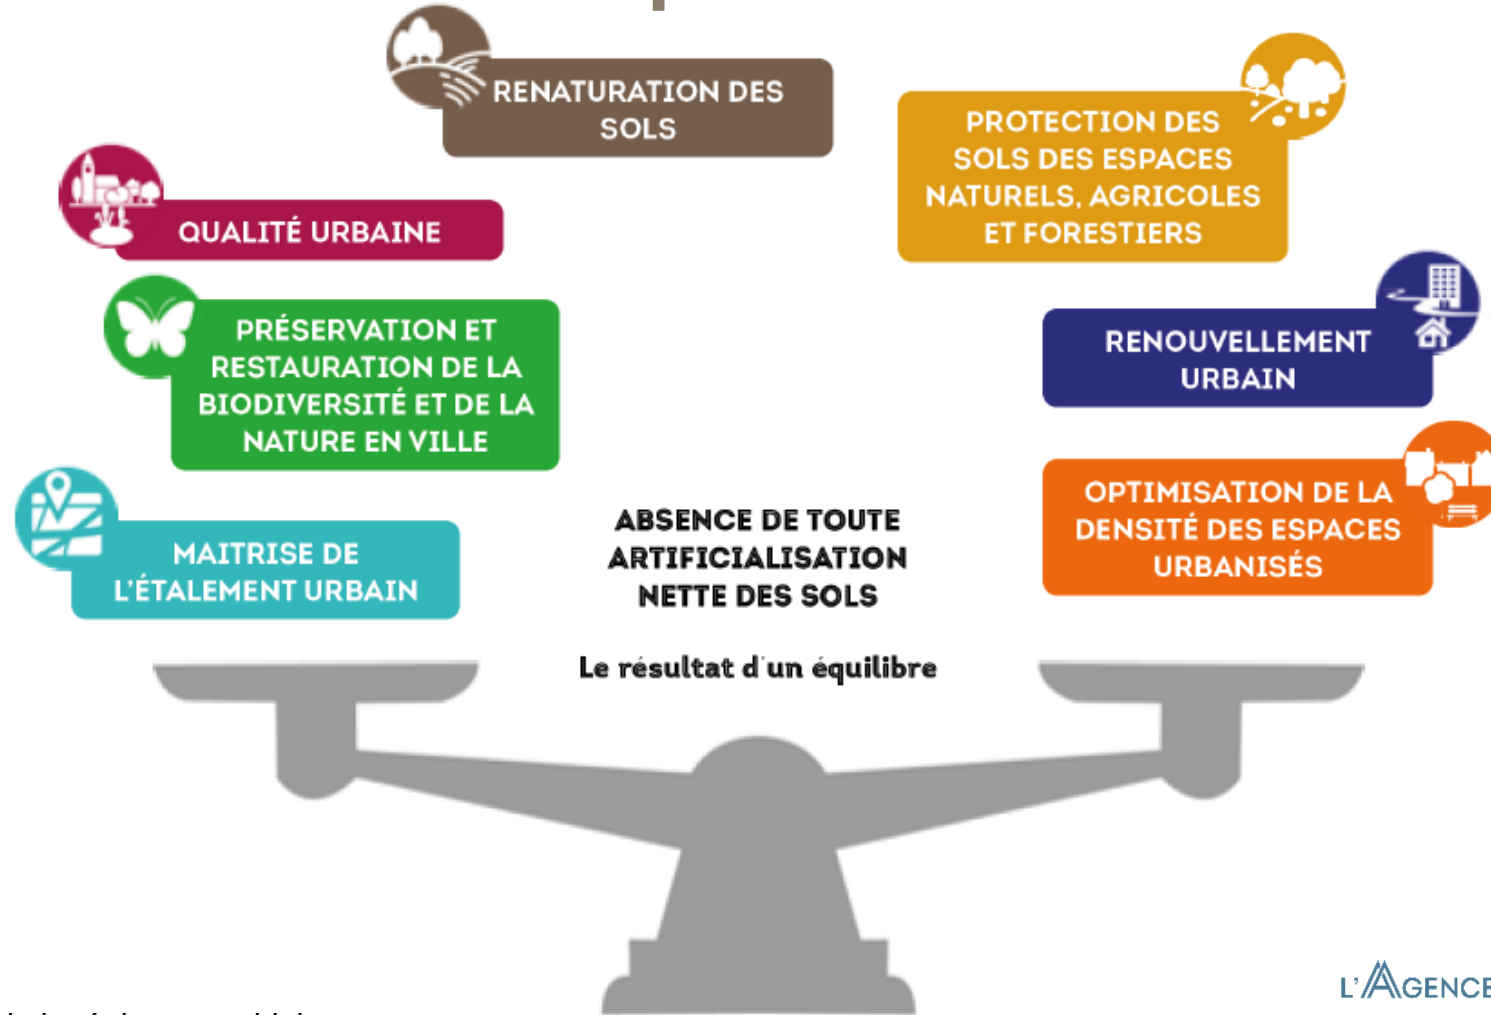 RENATURATION DES
SOLS
PROTECTION DES
SOLS DES ESPACES
NATURELS, AGRICOLES
ET FORESTIERS
QUALITÉ URBAINE
PRÉSERVATION ET
RESTAURATION DE LA
BIODIVERSITÉ ET DE LA
NATURE EN VILLE
RENOUVELLEMENT
URBAIN
OPTIMISATION DE LA
DENSITÉ DES ESPACES
URBANISÉS
MAITRISE DE
L'ÉTALEMENT URBAIN
ABSENCE DE TOUTE
ARTIFICIALISATION
NETTE DES SOLS
Le résultat d'un équilibre
L'AGENCE